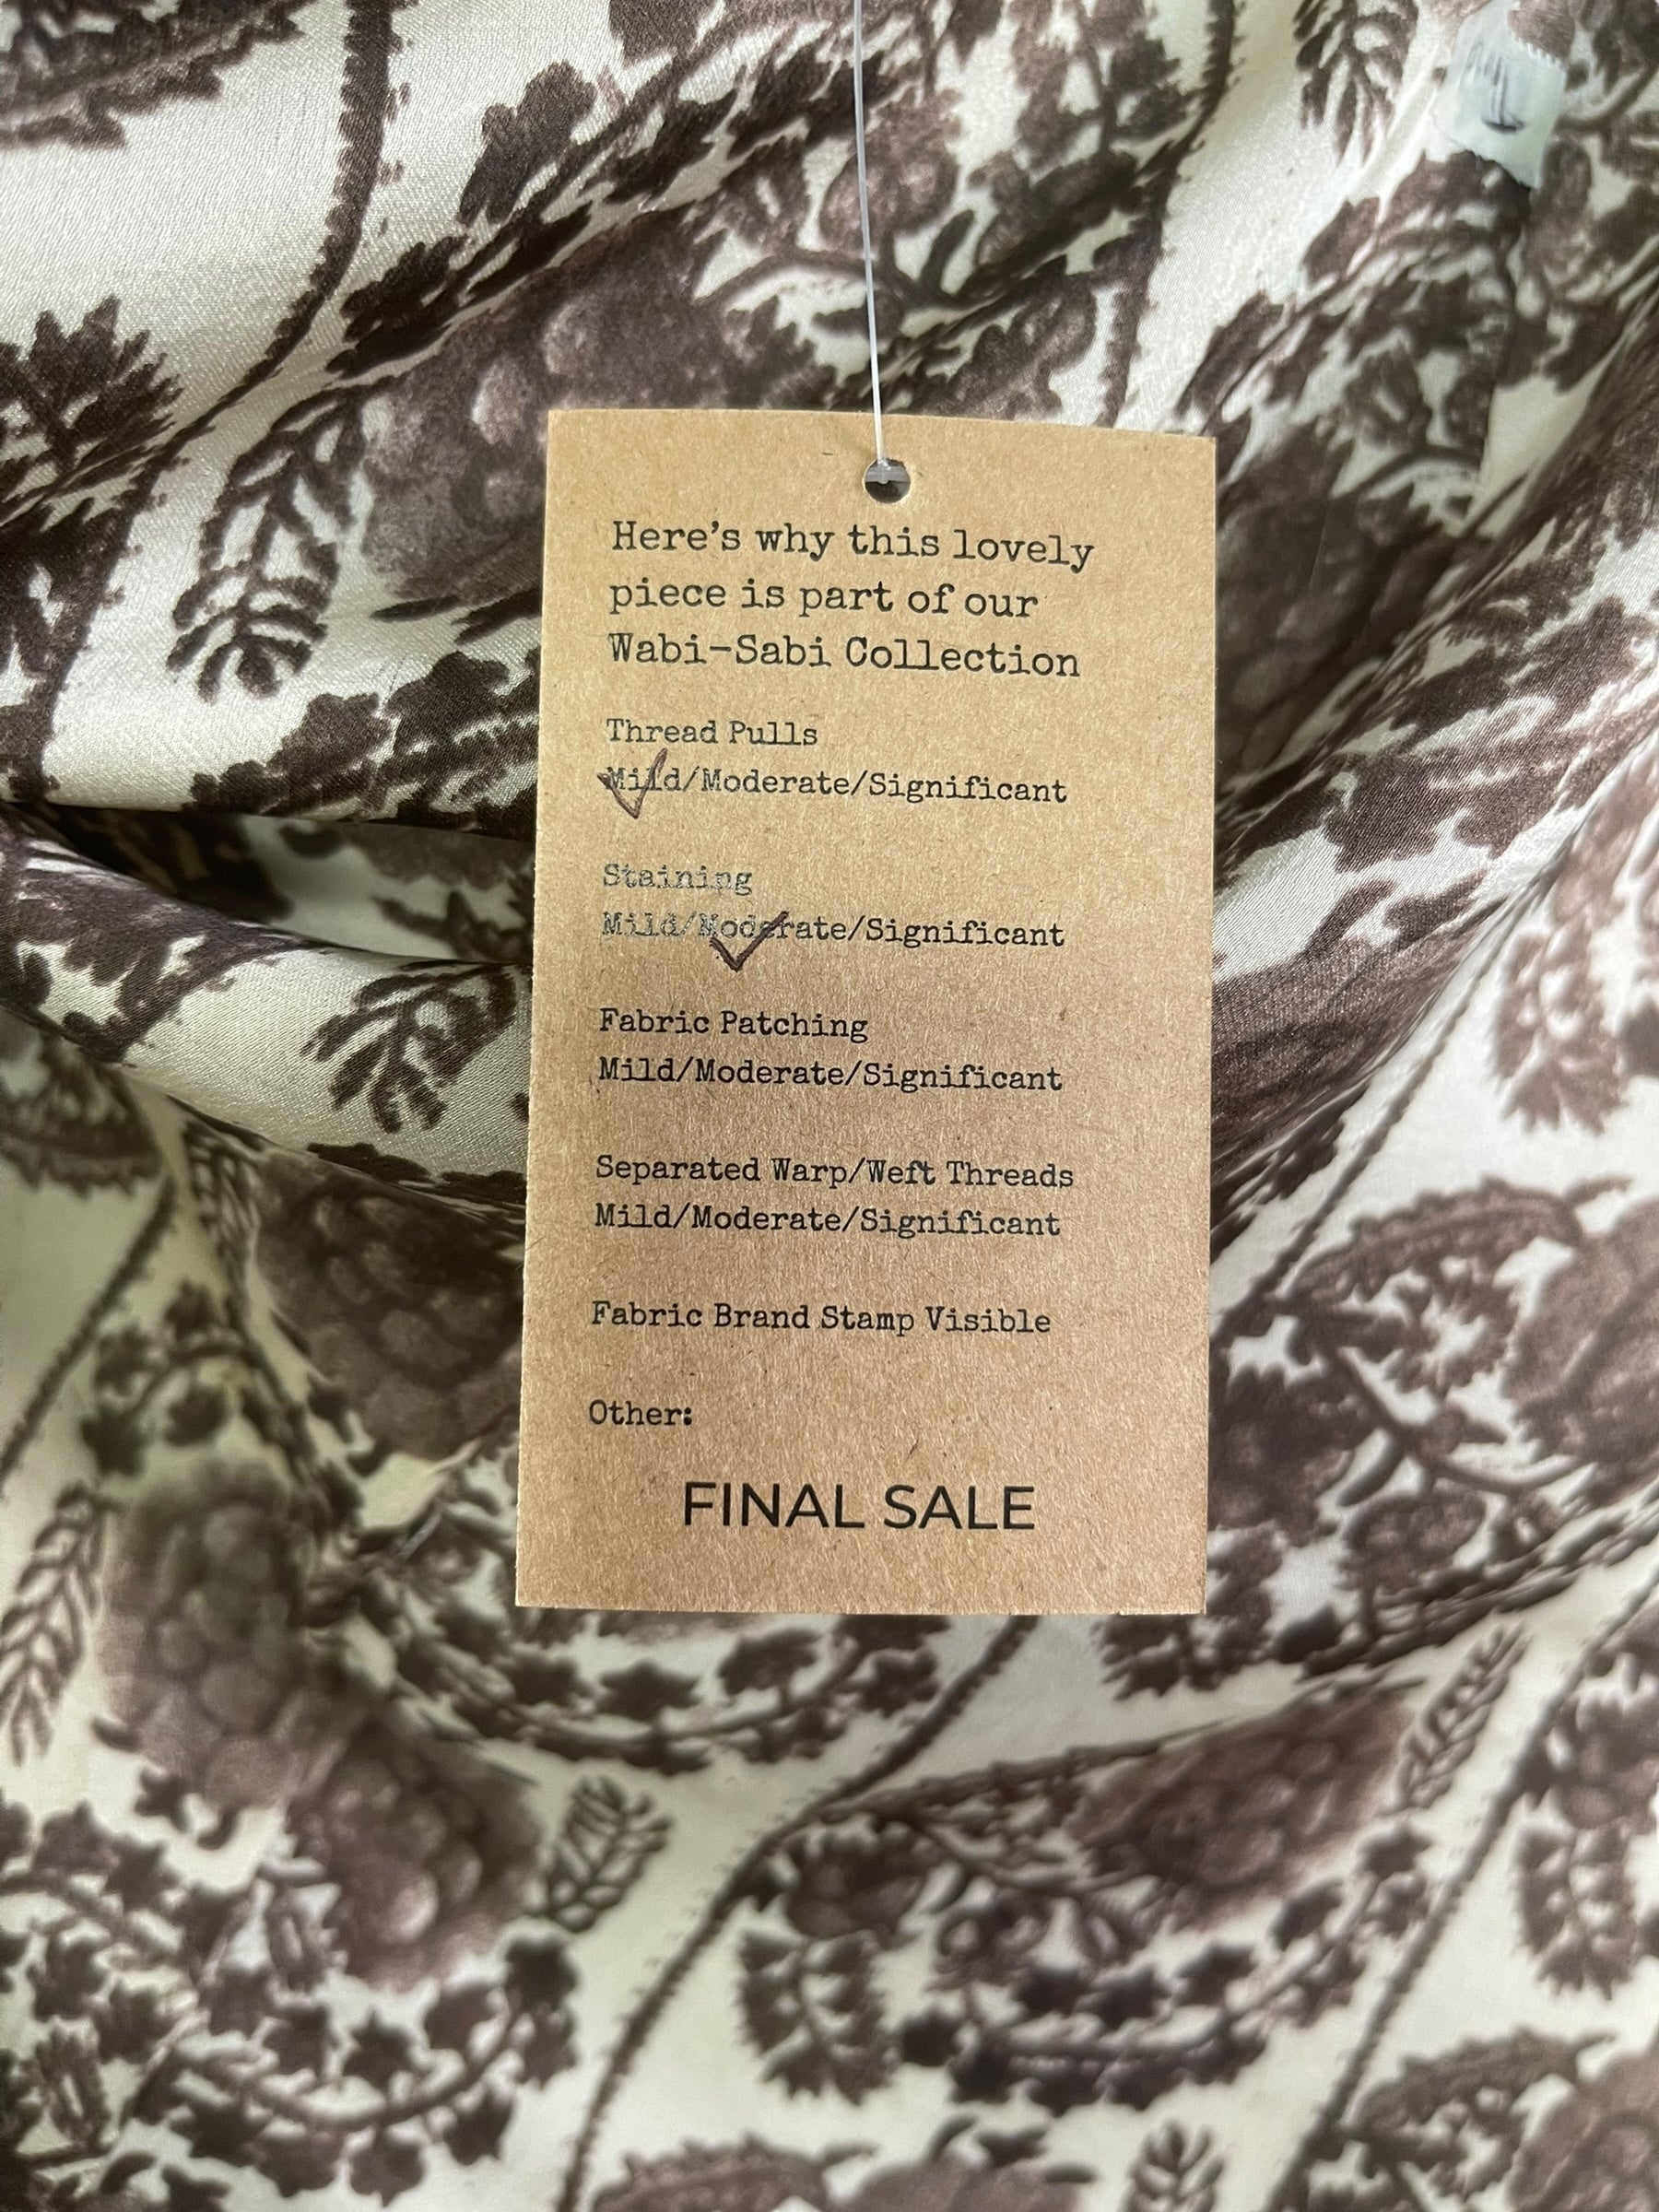 Here's why this lovely
piece is part of our
Wabi-Sabi Collection
Thread Pulls
Mild/Moderate/Significant
Staining
Mild/Moderate/Significant
Fabric Patching
Mild/Moderate/Significant
Separated Warp/Weft Threads
Mild/Moderate/Significant
Fabric Brand Stamp Visible
Other:
FINAL SALE